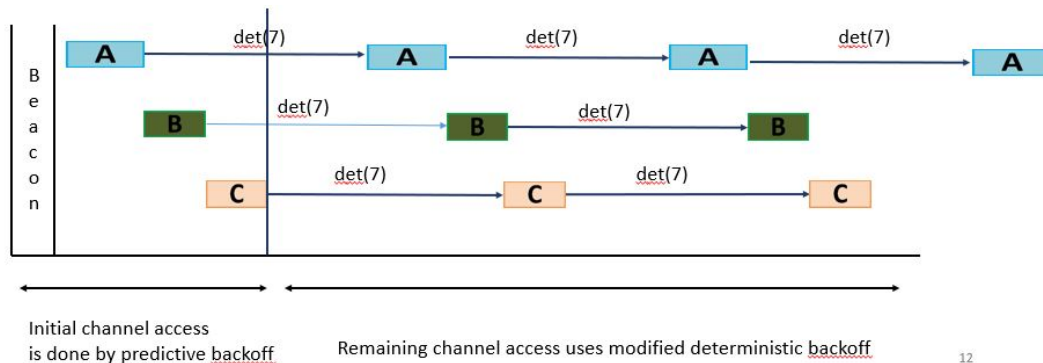 Beacon
det(7) det(7) det(7)
A A A A
det(7) det(7)
B B B
det(7) det(7)
C C C
Initial channel access
is done by predictive backoff
Remaining channel access uses modified deterministic backoff
12